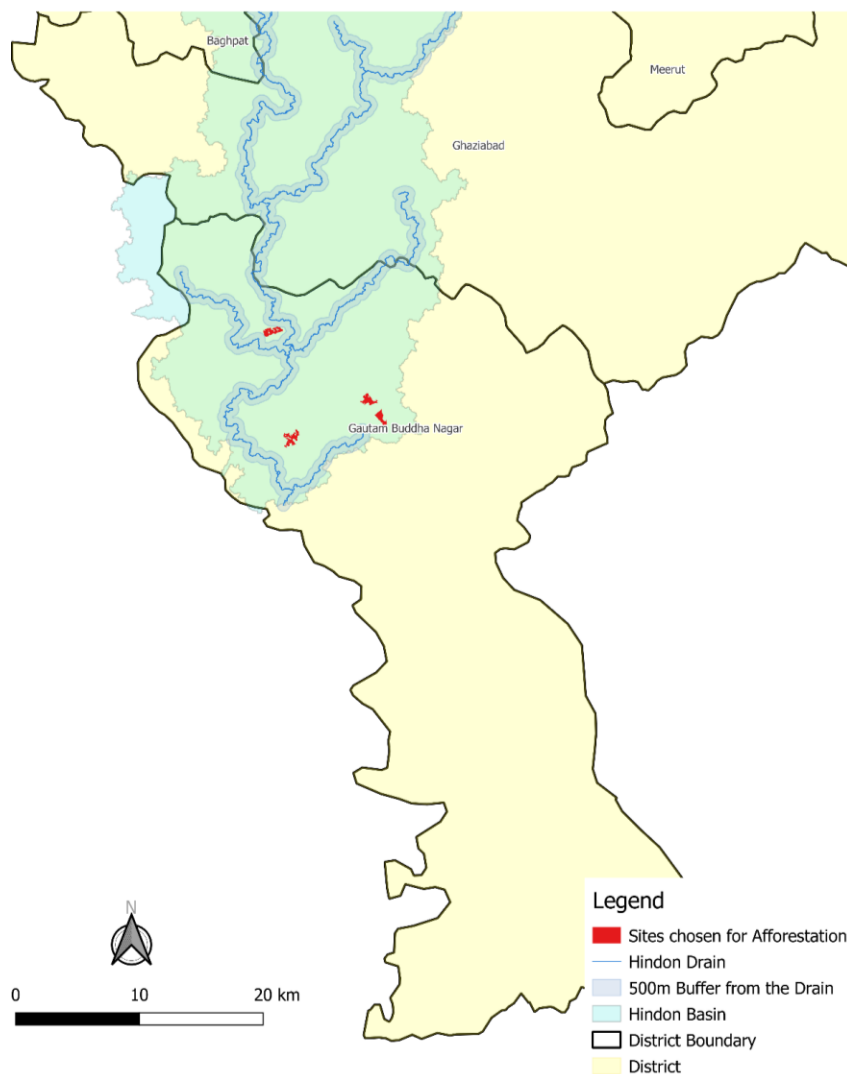 Baghpat
Meerut
Ghaziabad
Gautam Buddha Nagar
N
0 10 20 km
Legend
Sites chosen for Afforestation
Hindon Drain
500m Buffer from the Drain
Hindon Basin
District Boundary
District